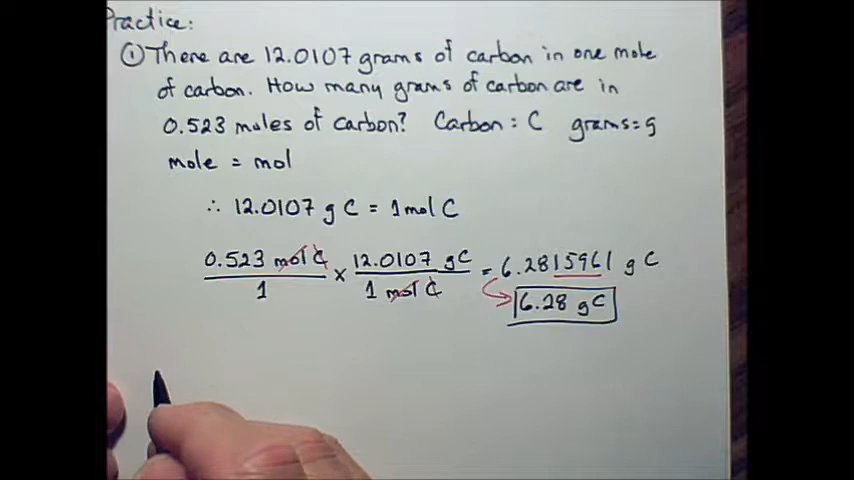 Practice:
① There are 12.0107 grams of carbon in one mole
of carbon. How many grams of carbon are in
0.523 moles of carbon? Carbon = C grams = g
mole = mol
∴ 12.0107 g C = 1 mol C
0.523 mol C / 1 × 12.0107 g C / 1 mol C = 6.2815961 g C
6.28 g C